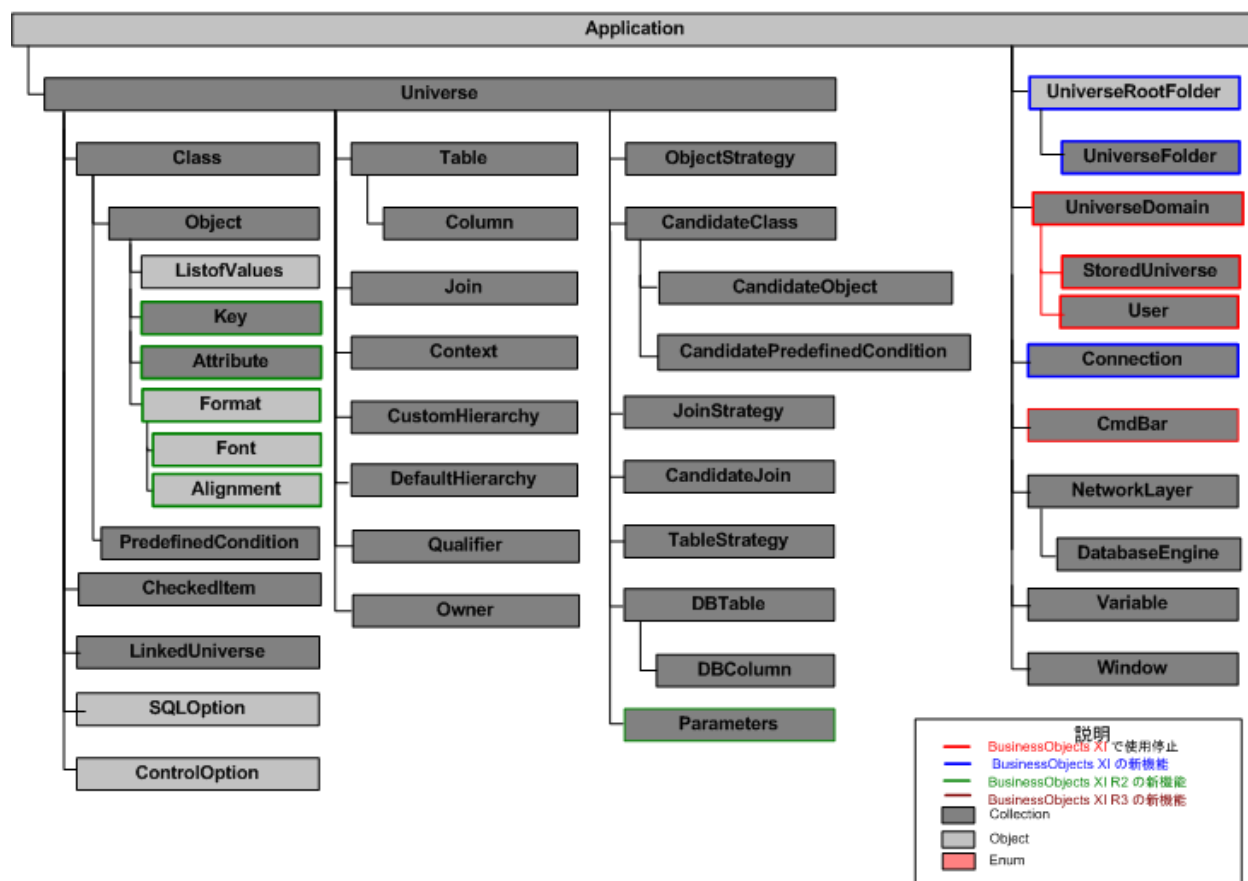 Application
Universe
Class
Object
ListofValues
Key
Attribute
Format
Font
Alignment
PredefinedCondition
CheckedItem
LinkedUniverse
SQLOption
ControlOption
Table
Column
Join
Context
CustomHierarchy
DefaultHierarchy
Qualifier
Owner
ObjectStrategy
CandidateClass
CandidateObject
CandidatePredefinedCondition
JoinStrategy
CandidateJoin
TableStrategy
DBTable
DBColumn
Parameters
UniverseRootFolder
UniverseFolder
UniverseDomain
StoredUniverse
User
Connection
CmdBar
NetworkLayer
DatabaseEngine
Variable
Window
説明
BusinessObjects XI で使用停止
BusinessObjects XI の新機能
BusinessObjects XI R2 の新機能
BusinessObjects XI R3 の新機能
Collection
Object
Enum